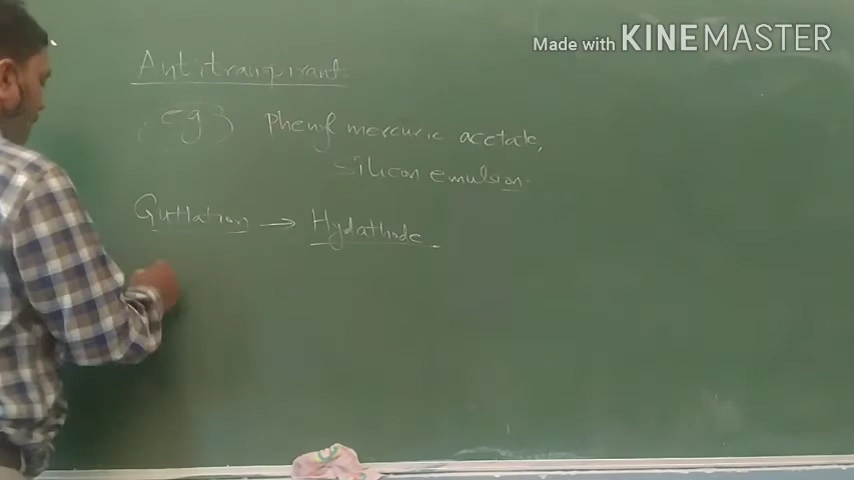 Made with KINEMASTER
Antitranspirant
eg) Phenyl mercuric acetate,
Silicon emulsion.
Guttation → Hydathode